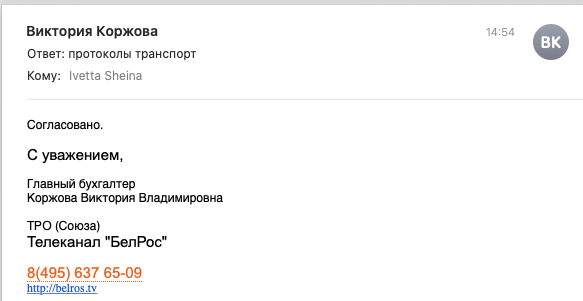 Виктория Коржова
14:54
ВК
Ответ: протоколы транспорт
Кому: Ivetta Sheina
Согласовано.
С уважением,
Главный бухгалтер
Коржова Виктория Владимировна
ТРО (Союза)
Телеканал "БелРос"
8(495) 637 65-09
http://belros.tv